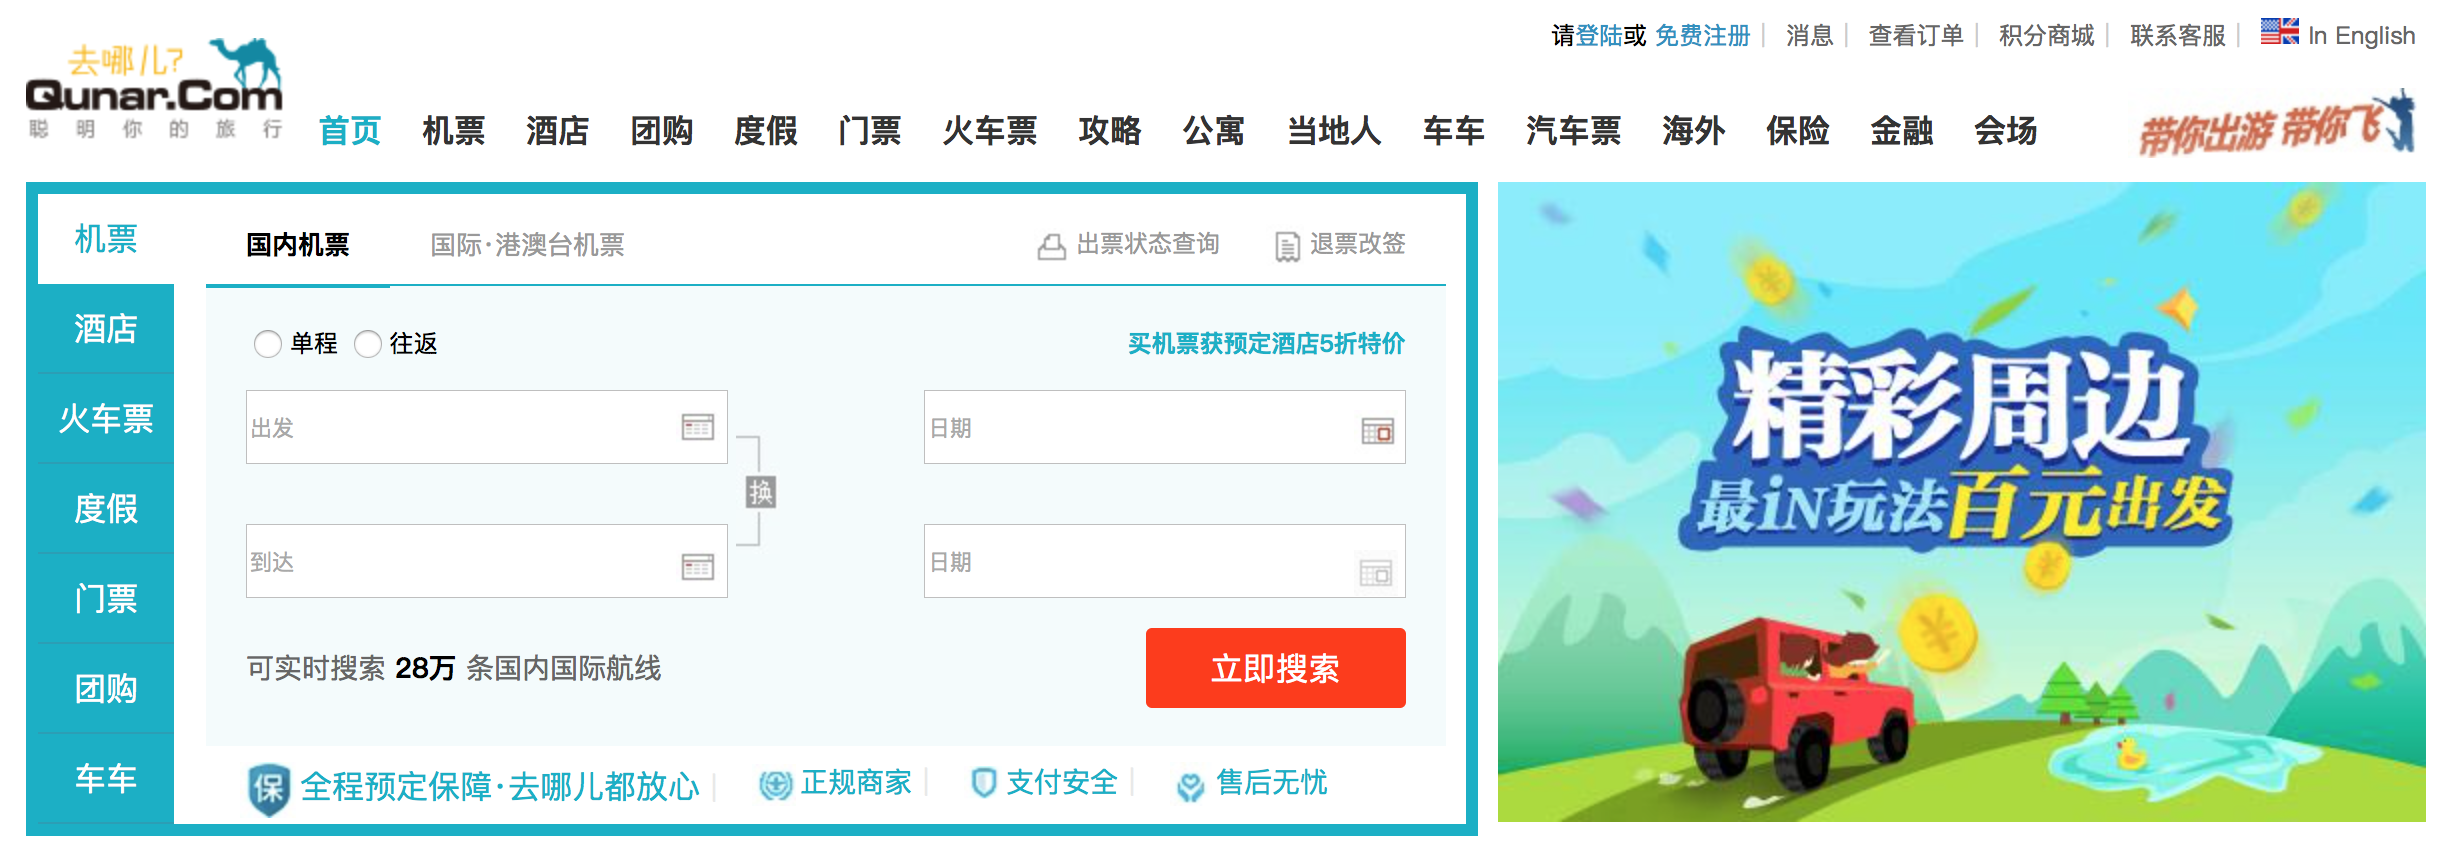 请登陆或 免费注册 消息 查看订单 积分商城 联系客服 In English
去哪儿?
Qunar.Com
聪明你的旅行
首页 机票 酒店 团购 度假 门票 火车票 攻略 公寓 当地人 车车 汽车票 海外 保险 金融 会场
带你出游 带你飞
机票
酒店
火车票
度假
门票
团购
车车
国内机票 国际·港澳台机票 出票状态查询 退票改签
单程 往返 买机票获预定酒店5折特价
出发 日期
换
到达 日期
可实时搜索 28万 条国内国际航线 立即搜索
保 全程预定保障·去哪儿都放心 正规商家 支付安全 售后无忧
精彩周边
最iN玩法百元出发